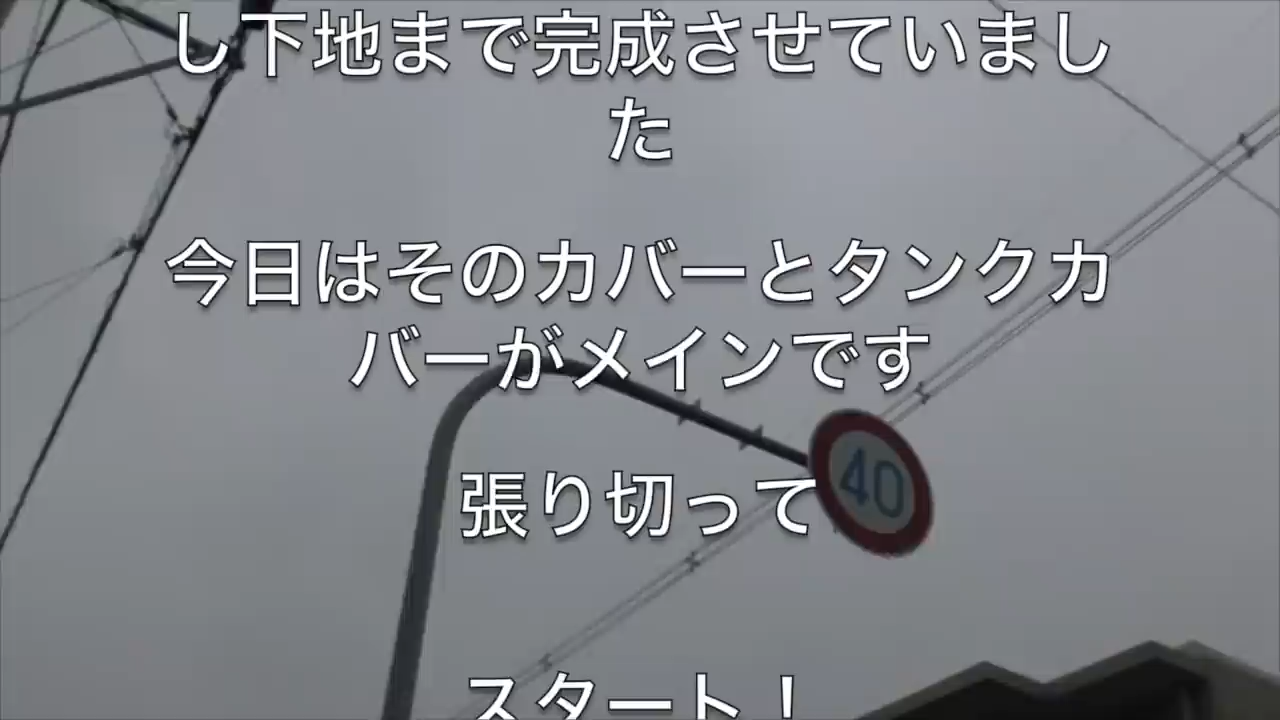 し下地まで完成させていまし
た
今日はそのカバーとタンクカ
バーがメインです
張り切って
40
スタート！